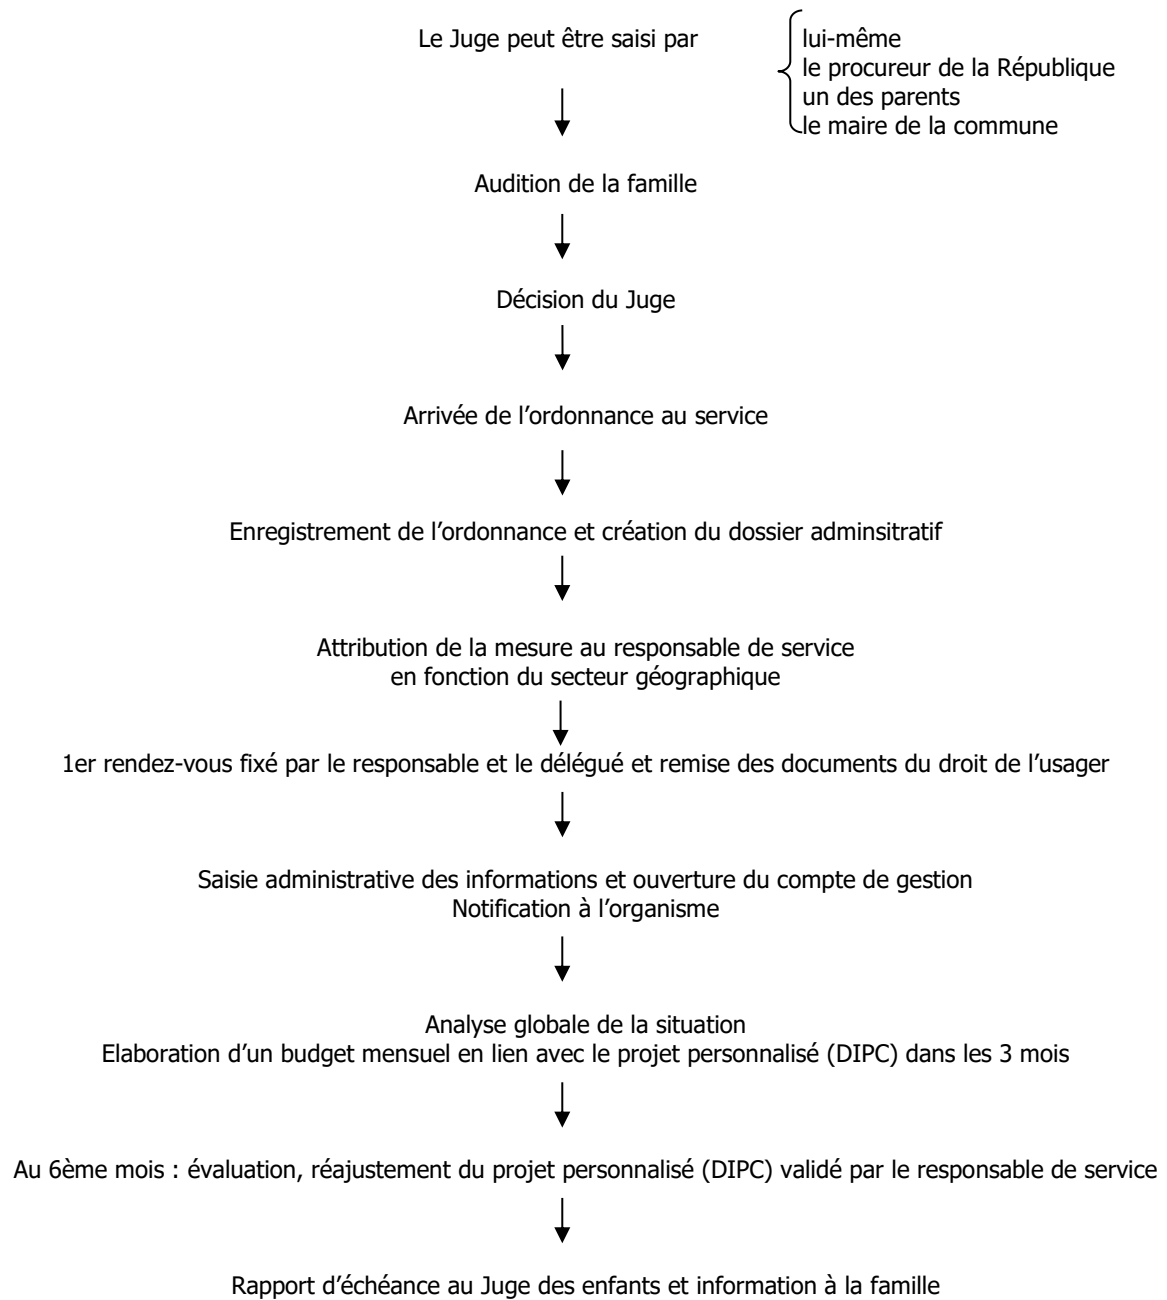 Le Juge peut être saisi par
lui-même
le procureur de la République
un des parents
le maire de la commune
Audition de la famille
Décision du Juge
Arrivée de l’ordonnance au service
Enregistrement de l’ordonnance et création du dossier adminsitratif
Attribution de la mesure au responsable de service
en fonction du secteur géographique
1er rendez-vous fixé par le responsable et le délégué et remise des documents du droit de l’usager
Saisie administrative des informations et ouverture du compte de gestion
Notification à l’organisme
Analyse globale de la situation
Elaboration d’un budget mensuel en lien avec le projet personnalisé (DIPC) dans les 3 mois
Au 6ème mois : évaluation, réajustement du projet personnalisé (DIPC) validé par le responsable de service
Rapport d’échéance au Juge des enfants et information à la famille